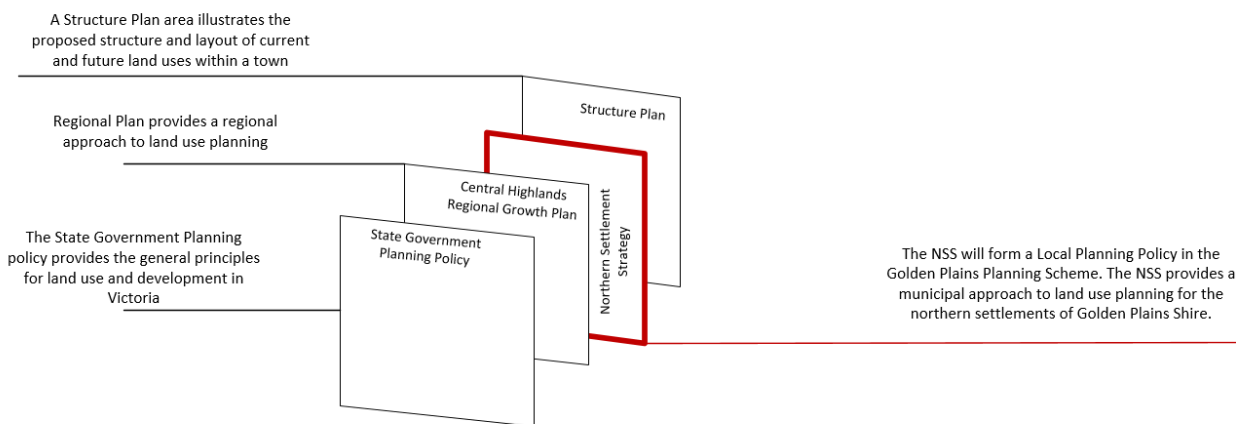 A Structure Plan area illustrates the
proposed structure and layout of current
and future land uses within a town
Structure Plan
Regional Plan provides a regional
approach to land use planning
Central Highlands
Regional Growth Plan
Northern Settlement
Strategy
State Government
Planning Policy
The State Government Planning
policy provides the general principles
for land use and development in
Victoria
The NSS will form a Local Planning Policy in the
Golden Plains Planning Scheme. The NSS provides a
municipal approach to land use planning for the
northern settlements of Golden Plains Shire.